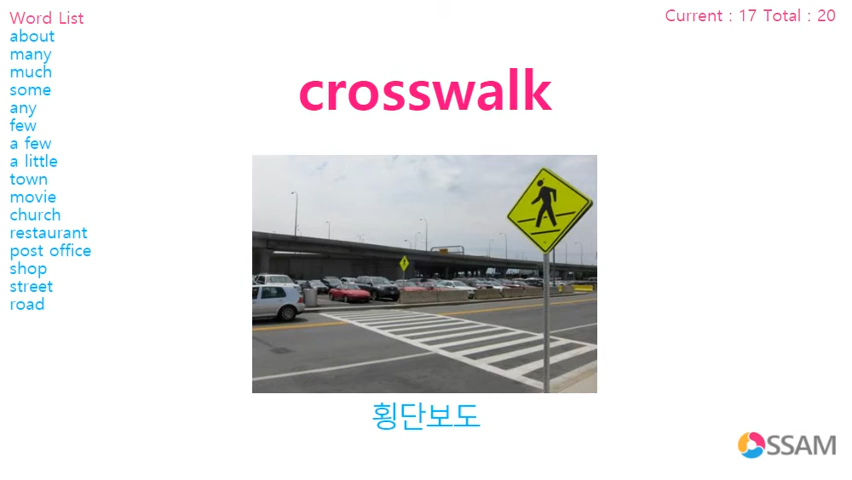 Word List
about
many
much
some
any
few
a few
a little
town
movie
church
restaurant
post office
shop
street
road
Current : 17 Total : 20
crosswalk
횡단보도
SSAM